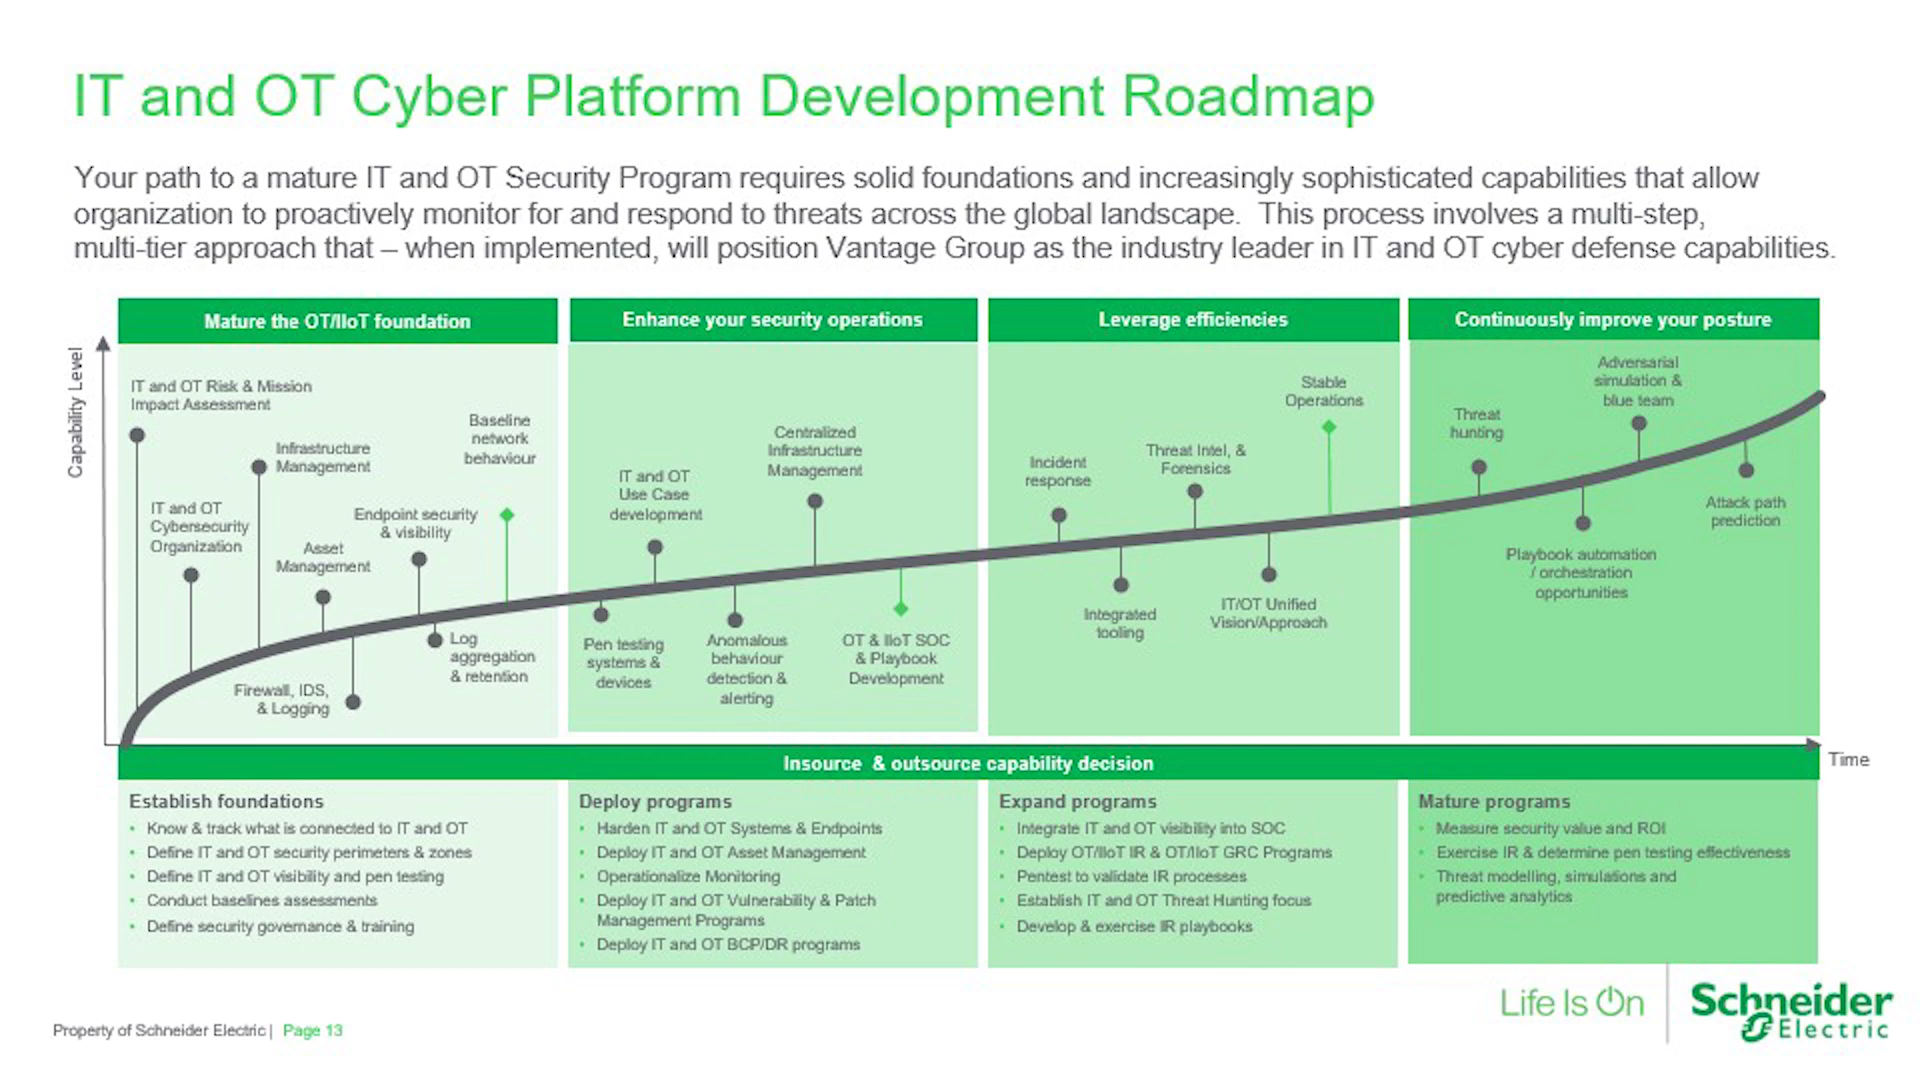 IT and OT Cyber Platform Development Roadmap
Your path to a mature IT and OT Security Program requires solid foundations and increasingly sophisticated capabilities that allow
organization to proactively monitor for and respond to threats across the global landscape.  This process involves a multi-step,
multi-tier approach that – when implemented, will position Vantage Group as the industry leader in IT and OT cyber defense capabilities.
Mature the OT/IIoT foundation
Enhance your security operations
Leverage efficiencies
Continuously improve your posture
Capability Level
IT and OT Risk & Mission
Impact Assessment
IT and OT
Cybersecurity
Organization
Infrastructure
Management
Asset
Management
Firewall, IDS,
& Logging
Endpoint security
& visibility
Log
aggregation
& retention
Baseline
network
behaviour
Pen testing
systems &
devices
IT and OT
Use Case
development
Anomalous
behaviour
detection &
alerting
Centralized
Infrastructure
Management
OT & IIoT SOC
& Playbook
Development
Incident
response
Integrated
tooling
Threat Intel, &
Forensics
IT/OT Unified
Vision/Approach
Stable
Operations
Threat
hunting
Playbook automation
/ orchestration
opportunities
Adversarial
simulation &
blue team
Attack path
prediction
Time
Insource  & outsource capability decision
Establish foundations
• Know & track what is connected to IT and OT
• Define IT and OT security perimeters & zones
• Define IT and OT visibility and pen testing
• Conduct baselines assessments
• Define security governance & training
Deploy programs
• Harden IT and OT Systems & Endpoints
• Deploy IT and OT Asset Management
• Operationalize Monitoring
• Deploy IT and OT Vulnerability & Patch
Management Programs
• Deploy IT and OT BCP/DR programs
Expand programs
• Integrate IT and OT visibility into SOC
• Deploy OT/IIoT IR & OT/IIoT GRC Programs
• Pentest to validate IR processes
• Establish IT and OT Threat Hunting focus
• Develop & exercise IR playbooks
Mature programs
• Measure security value and ROI
• Exercise IR & determine pen testing effectiveness
• Threat modelling, simulations and
predictive analytics
Property of Schneider Electric | Page 13
Life Is On
Schneider
Electric